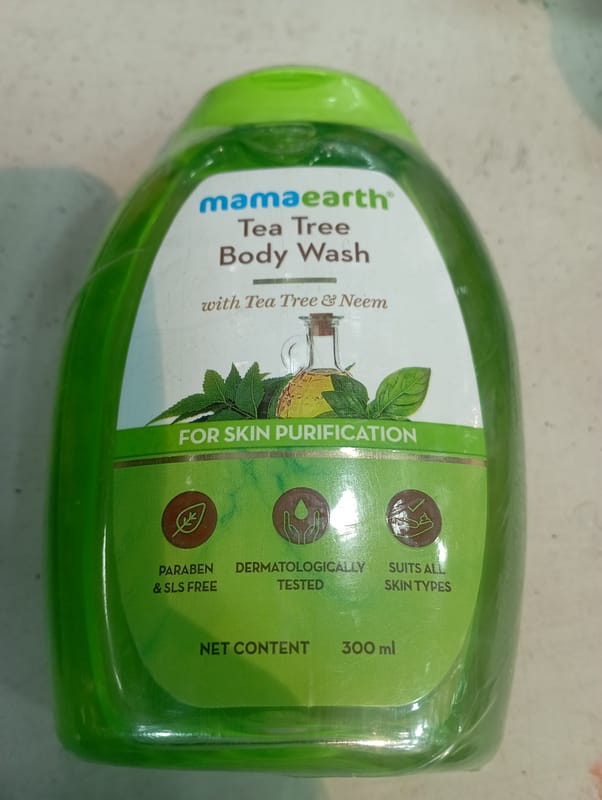 mamaearth®
Tea Tree
Body Wash
with Tea Tree & Neem
FOR SKIN PURIFICATION
PARABEN
& SLS FREE
DERMATOLOGICALLY
TESTED
SUITS ALL
SKIN TYPES
NET CONTENT 300 ml